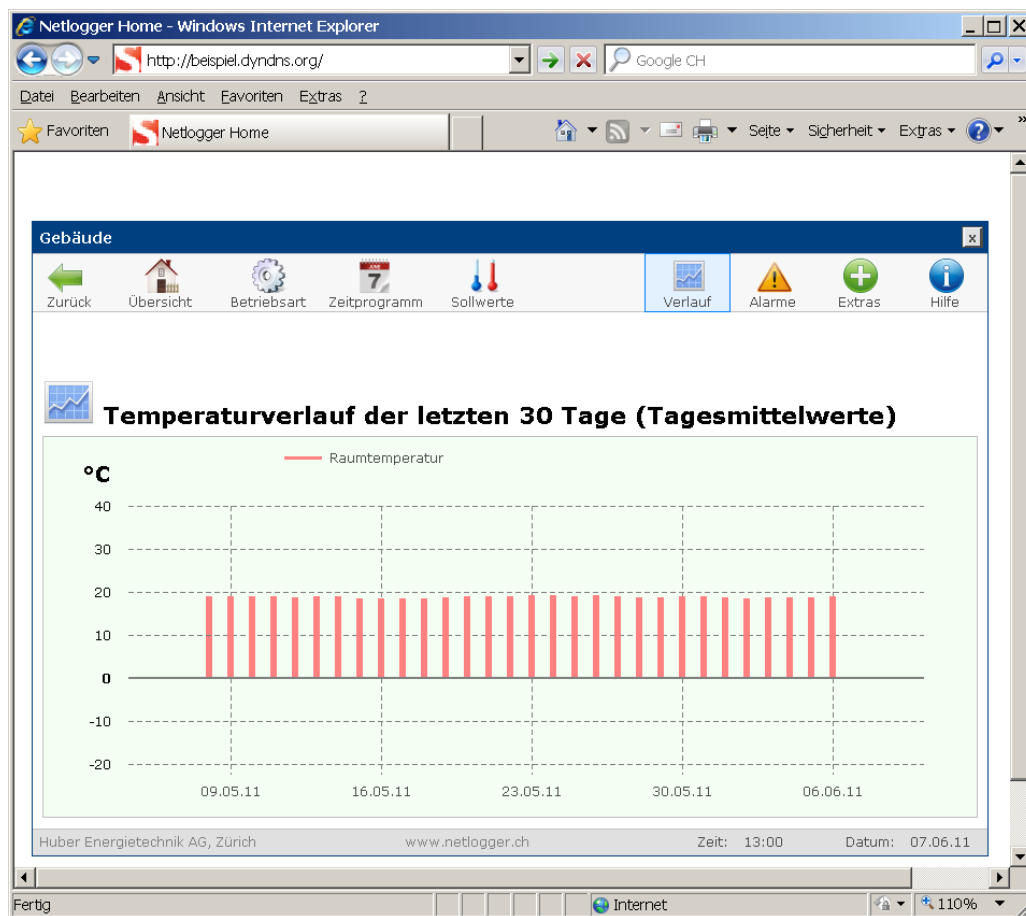 Netlogger Home - Windows Internet Explorer
http://beispiel.dyndns.org/
Google CH
Datei Bearbeiten Ansicht Favoriten Extras ?
Favoriten Netlogger Home Seite Sicherheit Extras »
Gebäude x
Zurück Übersicht Betriebsart JUNE 7 Zeitprogramm Sollwerte Verlauf Alarme Extras Hilfe
Temperaturverlauf der letzten 30 Tage (Tagesmittelwerte)
Raumtemperatur
°C
40
30
20
10
0
-10
-20
09.05.11 16.05.11 23.05.11 30.05.11 06.06.11
Huber Energietechnik AG, Zürich www.netlogger.ch Zeit: 13:00 Datum: 07.06.11
Fertig Internet 110%